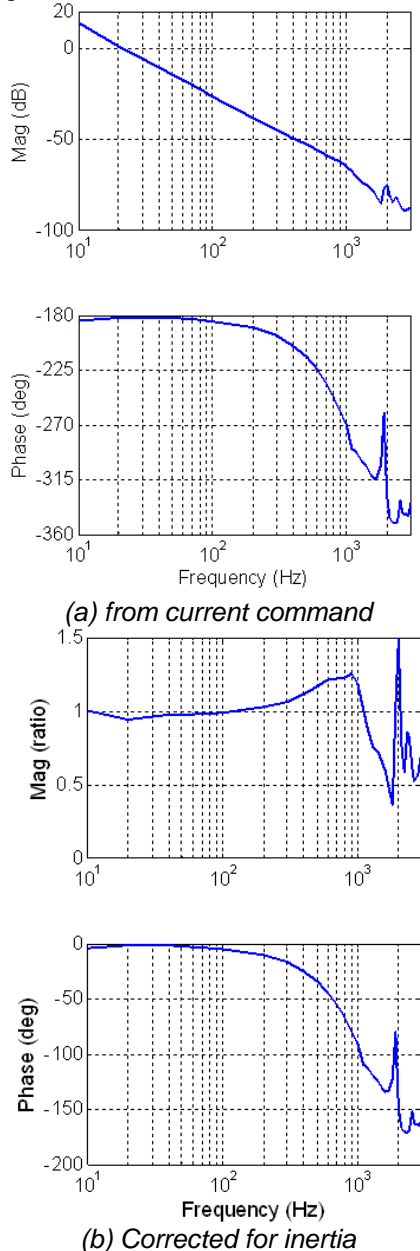 20
0
-50
-100
Mag (dB)
10^1 10^2 10^3
-180
-225
-270
-315
-360
Phase (deg)
10^1 10^2 10^3
Frequency (Hz)
(a) from current command
1.5
1
0.5
0
Mag (ratio)
10^1 10^2 10^3
0
-50
-100
-150
-200
Phase (deg)
10^1 10^2 10^3
Frequency (Hz)
(b) Corrected for inertia